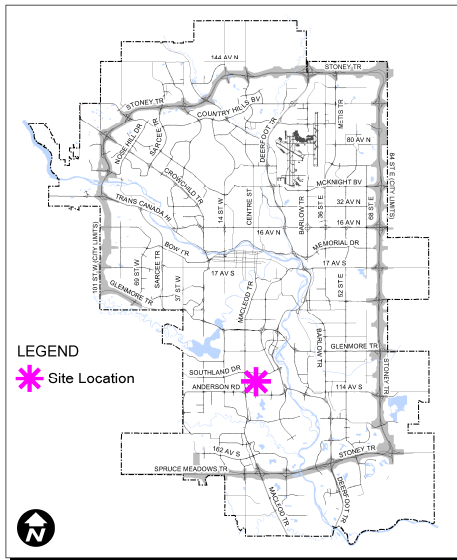 144 AV N
STONEY TR
STONEY TR
COUNTRY HILLS BV
NOSE HILL DR
SARCEE TR
DEERFOOT TR
METIS TR
80 AV N
84 ST E (CITY LIMITS)
CROWCHILD TR
MCKNIGHT BV
TRANS CANADA HI
14 ST W
CENTRE ST
BARLOW TR
36 ST E
32 AV N
68 ST E
16 AV N
16 AV N
101 ST W (CITY LIMITS)
BOW TR
MEMORIAL DR
69 ST W
SARCEE TR
37 ST W
17 AV S
17 AV S
GLENMORE TR
MACLEOD TR
52 ST E
BARLOW TR
GLENMORE TR
STONEY TR
LEGEND
Site Location
SOUTHLAND DR
ANDERSON RD
114 AV S
162 AV S
STONEY TR
SPRUCE MEADOWS TR
MACLEOD TR
DEERFOOT TR
N